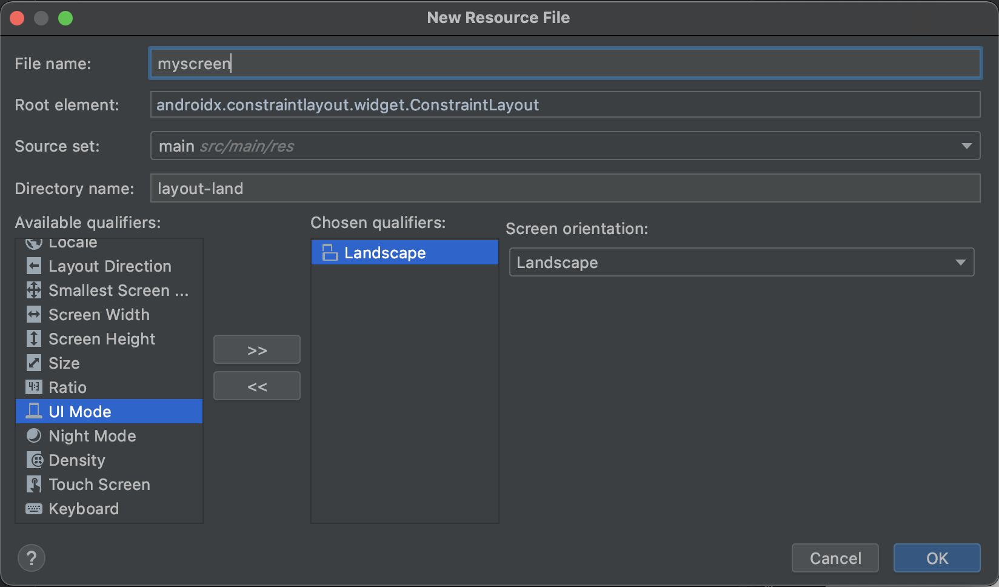 New Resource File
File name: myscreen
Root element: androidx.constraintlayout.widget.ConstraintLayout
Source set: main src/main/res
Directory name: layout-land
Available qualifiers:
Locale
Layout Direction
Smallest Screen ...
Screen Width
Screen Height
Size
4:3 Ratio
UI Mode
Night Mode
Density
Touch Screen
Keyboard
>>
<<
Chosen qualifiers:
Landscape
Screen orientation:
Landscape
?
Cancel
OK